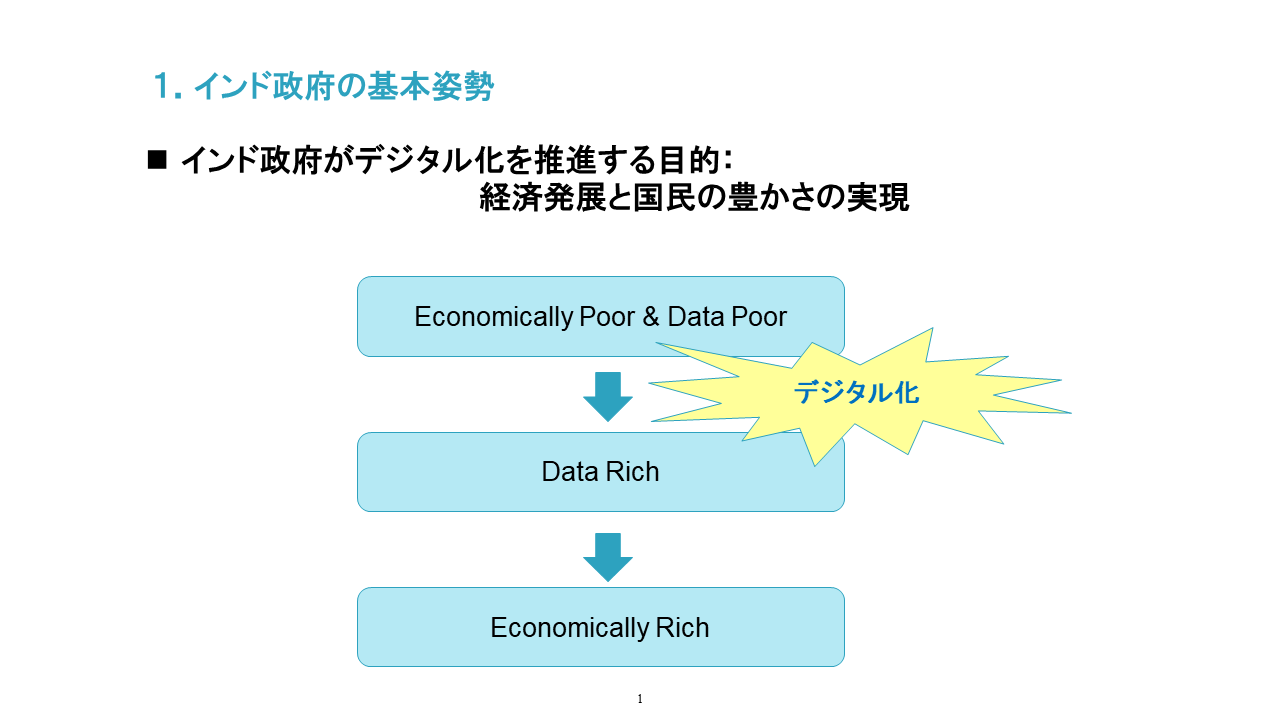 １．インド政府の基本姿勢
■ インド政府がデジタル化を推進する目的：
経済発展と国民の豊かさの実現
Economically Poor & Data Poor
デジタル化
Data Rich
Economically Rich
1